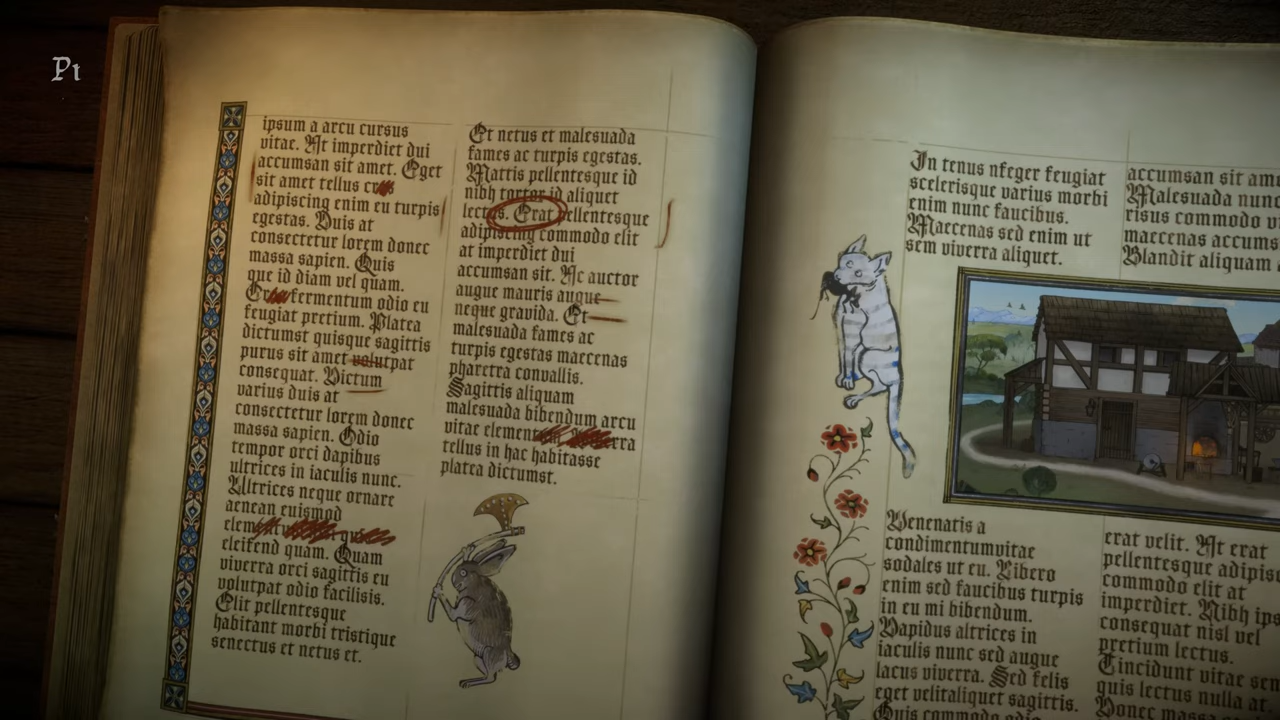 Pi
ipsum a arcu cursus
vitae. At imperdiet dui
accumsan sit amet. Eget
sit amet tellus
adipiscing enim eu turpis
egestas. Duis at
consectetur lorem donec
massa sapien. Quis
que id diam vel quam.
fermentum odio eu
feugiat pretium. Platea
dictumst quisque sagittis
purus sit amet volutpat
consequat. Dictum
varius duis at
consectetur lorem donec
massa sapien. Odio
tempor orci dapibus
ultrices in iaculis nunc.
Ultrices neque ornare
aenean euismod
eleifend quam. Quam
viverra orci sagittis eu
volutpat odio facilisis.
Elit pellentesque
habitant morbi tristique
senectus et netus et.
Et netus et malesuada
fames ac turpis egestas.
Mattis pellentesque id
nibh tortor id aliquet
lectus. Erat pellentesque
adipiscing commodo elit
at imperdiet dui
accumsan sit. Ac auctor
augue mauris augue
neque gravida. Et
malesuada fames ac
turpis egestas maecenas
pharetra convallis.
Sagittis aliquam
malesuada bibendum arcu
vitae
tellus in hac habitasse
platea dictumst.
In tenus nfeger feugiat
scelerisque varius morbi
enim nunc faucibus.
Maecenas sed enim ut
sem viverra aliquet.
accumsan sit
Malesuada nunc
risus commodo
maecenas
Blandit aliquam
Venenatis a
condimentumvitae
sodales ut eu. Libero
enim sed faucibus turpis
in eu mi bibendum.
Dapidus altrices in
iaculis nunc sed augue
lacus viverra. Sed felis
eget velitaliquet sagittis.
Quis commodo odio
erat velit. At erat
pellentesque
commodo elit at
imperdiet. Nibh
consequat nisl vel
pretium lectus.
Tincidunt vitae
quis lectus nulla at
Donec massa